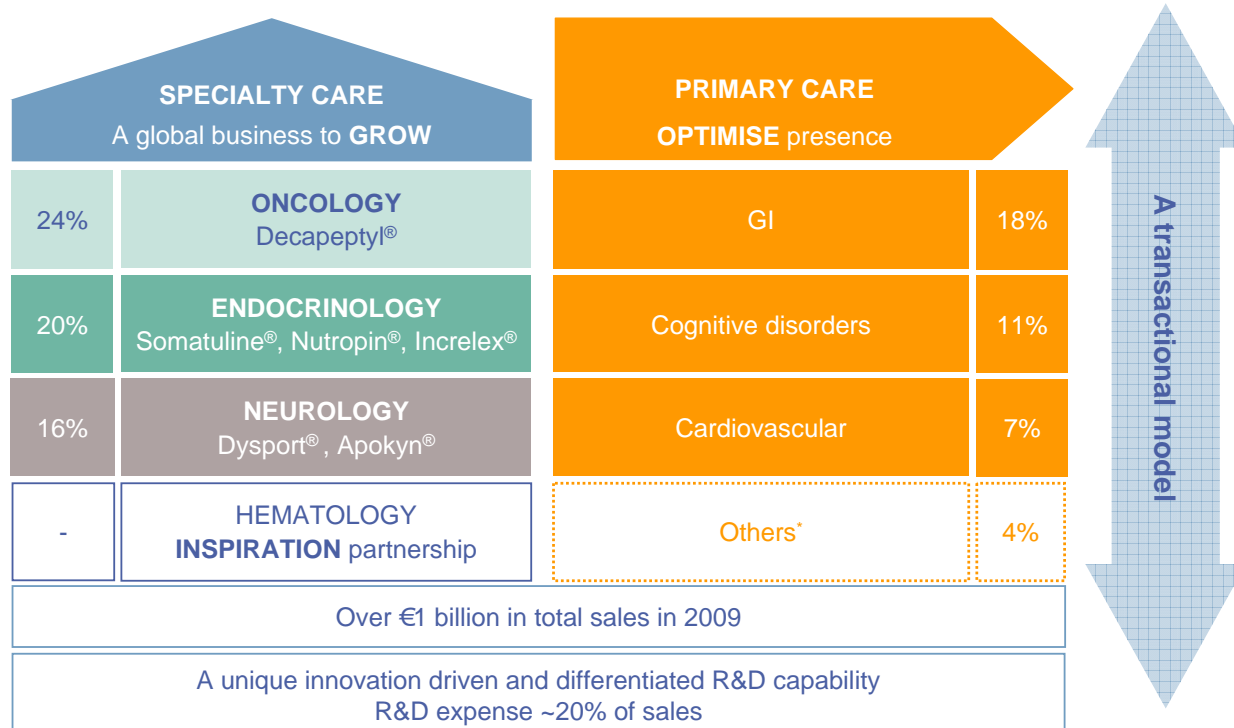 SPECIALTY CARE
A global business to GROW
24%
ONCOLOGY
Decapeptyl®
20%
ENDOCRINOLOGY
Somatuline®, Nutropin®, Increlex®
16%
NEUROLOGY
Dysport® , Apokyn®
-
HEMATOLOGY
INSPIRATION partnership
PRIMARY CARE
OPTIMISE presence
GI
18%
Cognitive disorders
11%
Cardiovascular
7%
Others*
4%
Over €1 billion in total sales in 2009
A unique innovation driven and differentiated R&D capability
R&D expense ~20% of sales
A transactional model